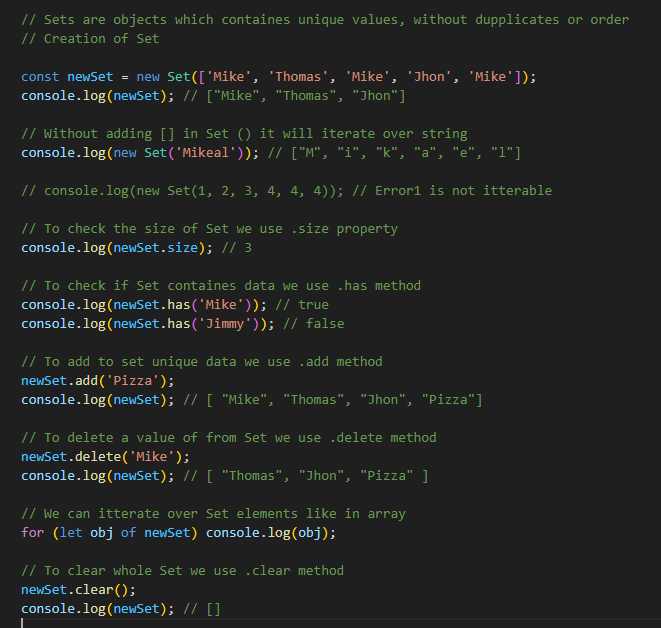 // Sets are objects which containes unique values, without dupplicates or order
// Creation of Set
const newSet = new Set(['Mike', 'Thomas', 'Mike', 'Jhon', 'Mike']);
console.log(newSet); // ["Mike", "Thomas", "Jhon"]
// Without adding [] in Set () it will iterate over string
console.log(new Set('Mikeal')); // ["M", "i", "k", "a", "e", "l"]
// console.log(new Set(1, 2, 3, 4, 4, 4)); // Error1 is not itterable
// To check the size of Set we use .size property
console.log(newSet.size); // 3
// To check if Set containes data we use .has method
console.log(newSet.has('Mike')); // true
console.log(newSet.has('Jimmy')); // false
// To add to set unique data we use .add method
newSet.add('Pizza');
console.log(newSet); // [ "Mike", "Thomas", "Jhon", "Pizza"]
// To delete a value of from Set we use .delete method
newSet.delete('Mike');
console.log(newSet); // [ "Thomas", "Jhon", "Pizza" ]
// We can itterate over Set elements like in array
for (let obj of newSet) console.log(obj);
// To clear whole Set we use .clear method
newSet.clear();
console.log(newSet); // []